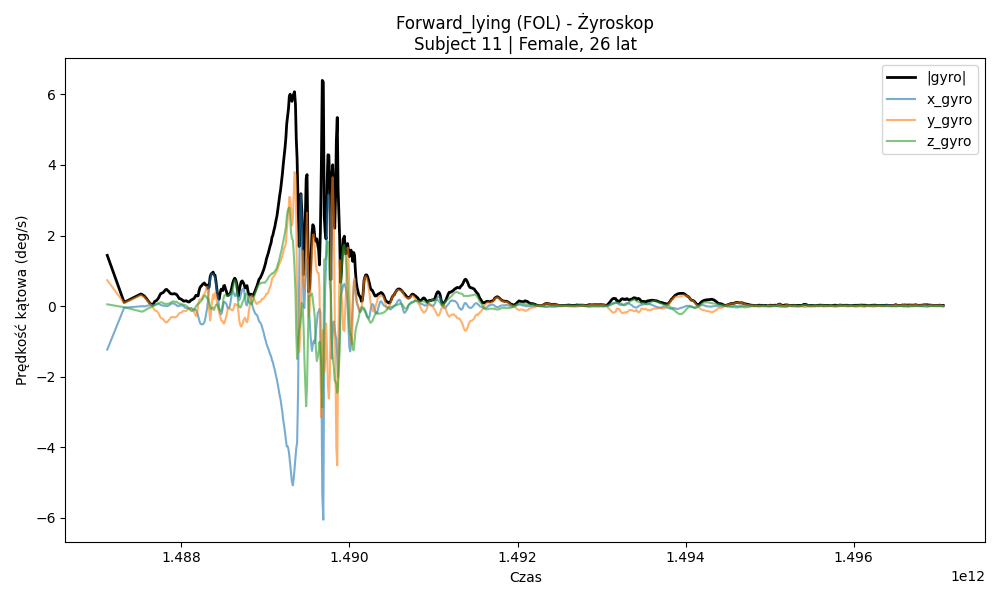 Forward_lying (FOL) - Żyroskop
Subject 11 | Female, 26 lat
|gyro|
x_gyro
y_gyro
z_gyro
Prędkość kątowa (deg/s)
6
4
2
0
−2
−4
−6
1.488
1.490
1.492
1.494
1.496
1e12
Czas